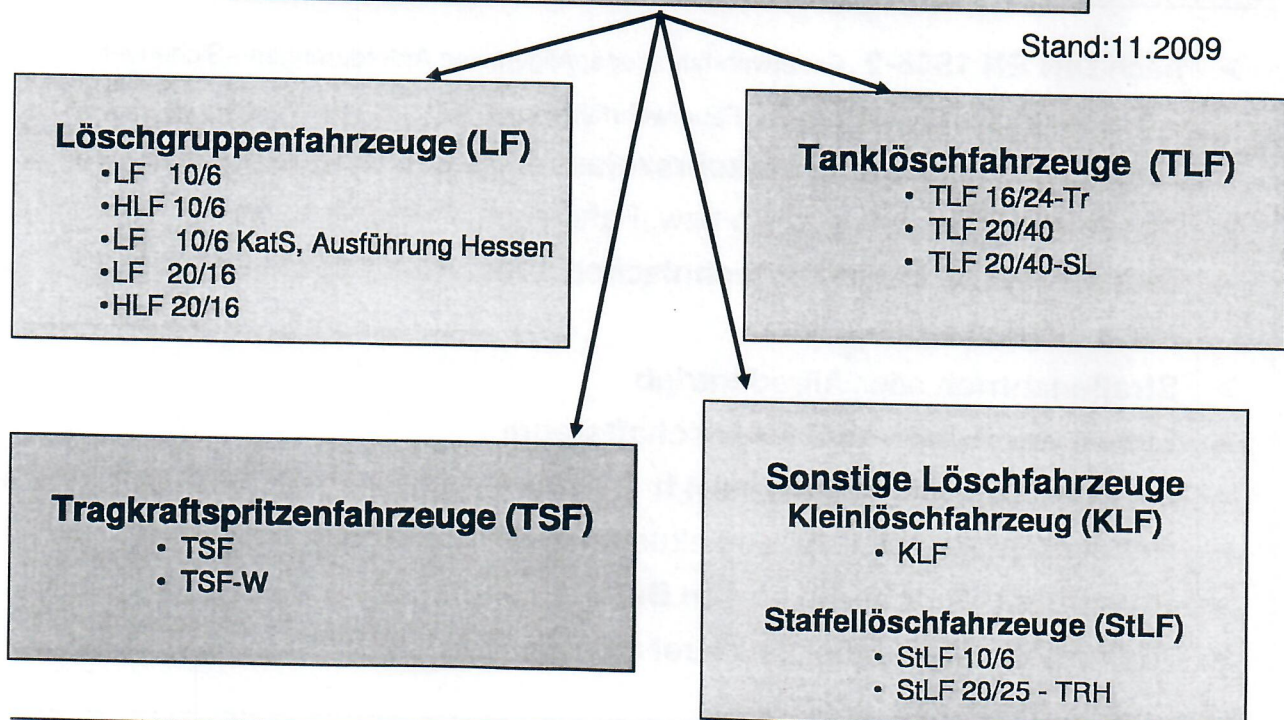 Stand:11.2009
Löschgruppenfahrzeuge (LF)
•LF 10/6
•HLF 10/6
•LF 10/6 KatS, Ausführung Hessen
•LF 20/16
•HLF 20/16
Tanklöschfahrzeuge (TLF)
• TLF 16/24-Tr
• TLF 20/40
• TLF 20/40-SL
Tragkraftspritzenfahrzeuge (TSF)
• TSF
• TSF-W
Sonstige Löschfahrzeuge
Kleinlöschfahrzeug (KLF)
• KLF
Staffellöschfahrzeuge (StLF)
• StLF 10/6
• StLF 20/25 - TRH